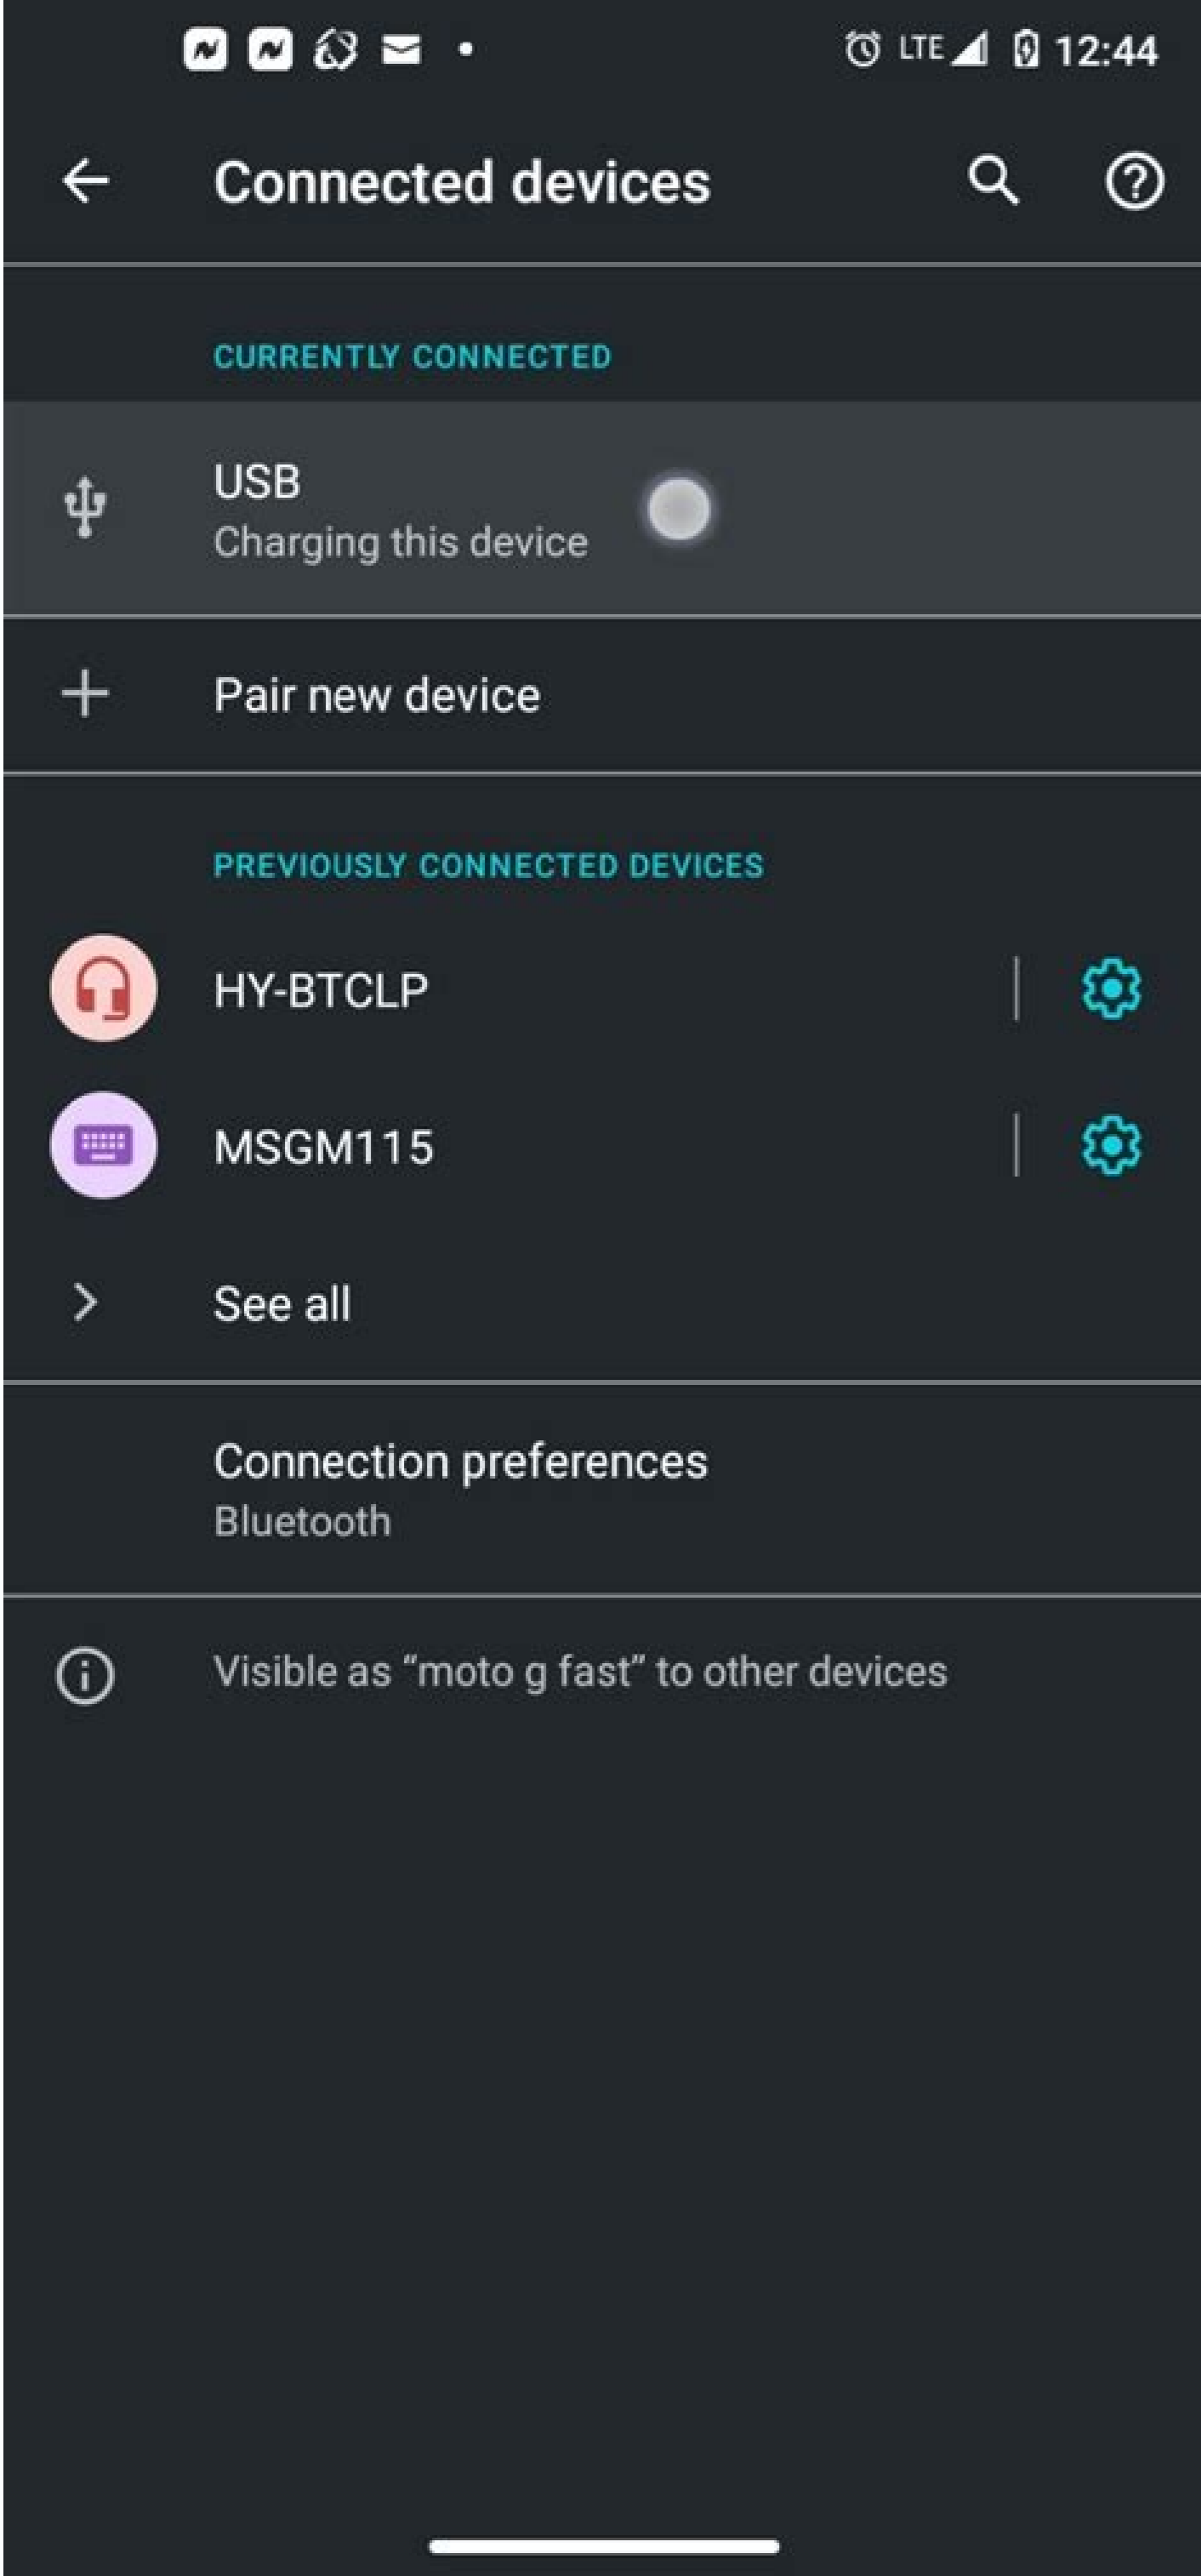 LTE 12:44
Connected devices
CURRENTLY CONNECTED
USB
Charging this device
Pair new device
PREVIOUSLY CONNECTED DEVICES
HY-BTCLP
MSGM115
See all
Connection preferences
Bluetooth
Visible as “moto g fast” to other devices